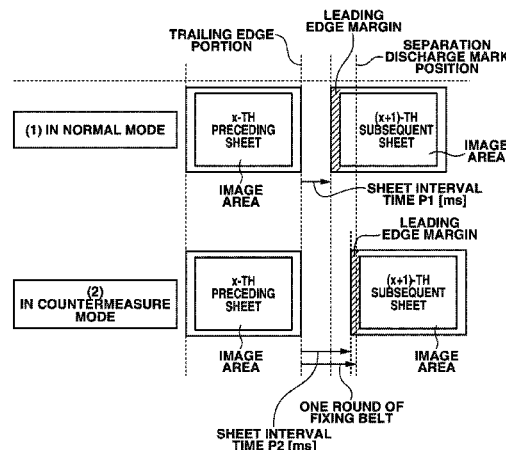 LEADING
EDGE MARGIN
TRAILING EDGE
PORTION
SEPARATION
DISCHARGE MARK
POSITION
(1) IN NORMAL MODE
x-TH
PRECEDING
SHEET
(x+1)-TH
SUBSEQUENT
SHEET
IMAGE
AREA
IMAGE
AREA
SHEET INTERVAL
TIME P1 [ms]
LEADING
EDGE MARGIN
(2)
IN COUNTERMEASURE
MODE
x-TH
PRECEDING
SHEET
(x+1)-TH
SUBSEQUENT
SHEET
IMAGE
AREA
IMAGE
AREA
ONE ROUND OF
FIXING BELT
SHEET INTERVAL
TIME P2 [ms]